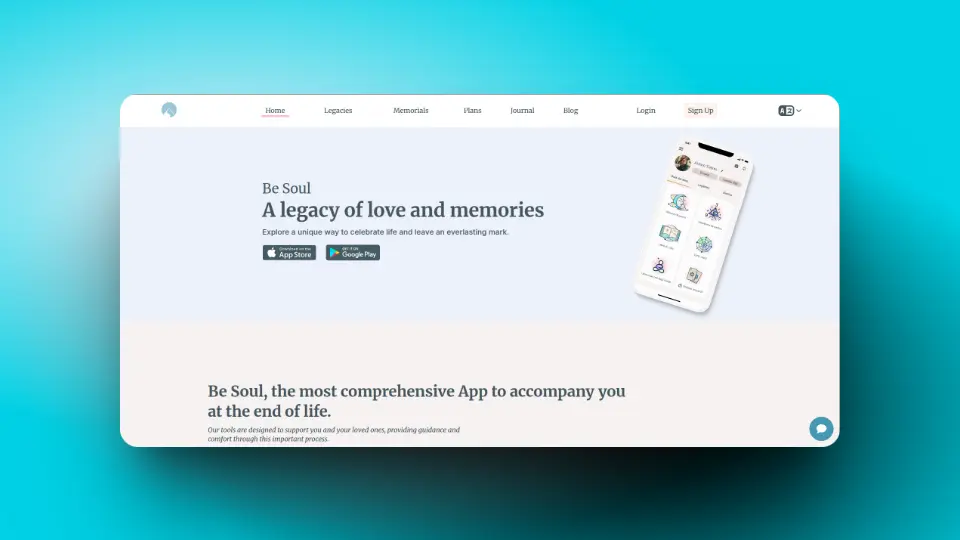 Home Legacies Memorials Plans Journal Blog Login Sign Up
Be Soul
A legacy of love and memories
Explore a unique way to celebrate life and leave an everlasting mark.
Download on the App Store
GET IT ON Google Play
Be Soul, the most comprehensive App to accompany you
at the end of life.
Our tools are designed to support you and your loved ones, providing guidance and
comfort through this important process.